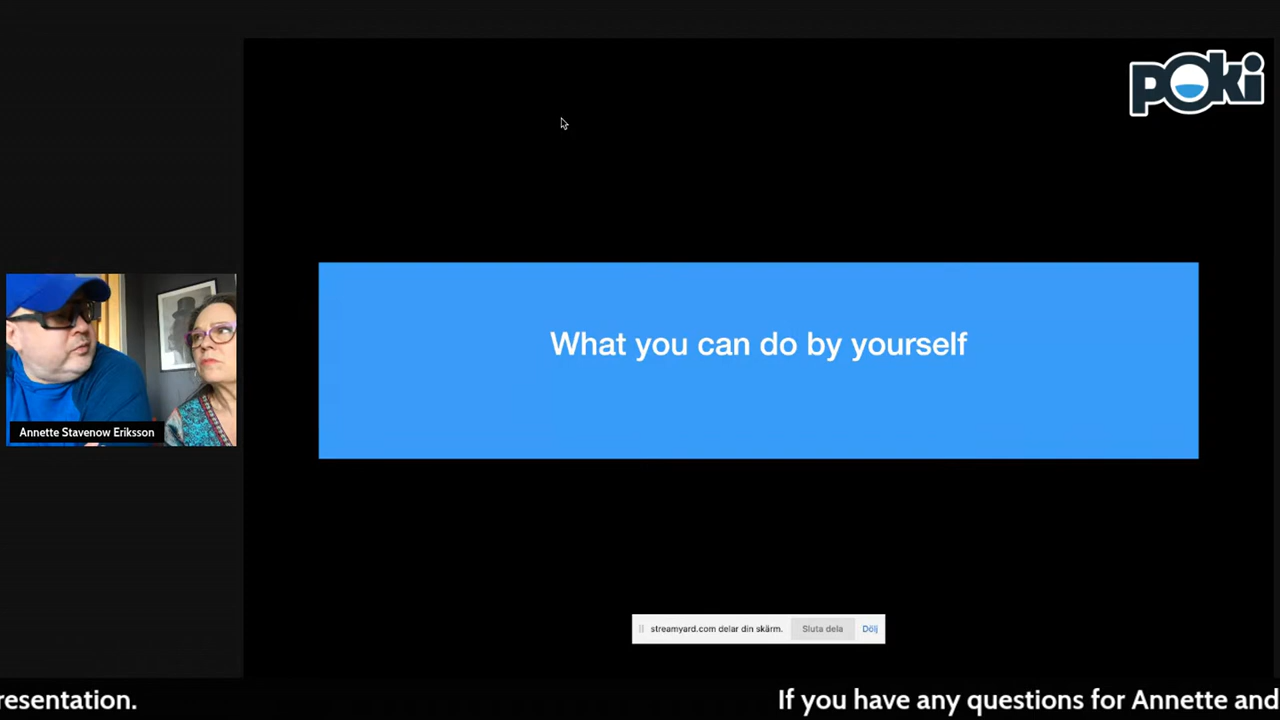 poki
What you can do by yourself
Annette Stavenow Eriksson
streamyard.com delar din skärm. Sluta dela Dölj
resentation. If you have any questions for Annette and